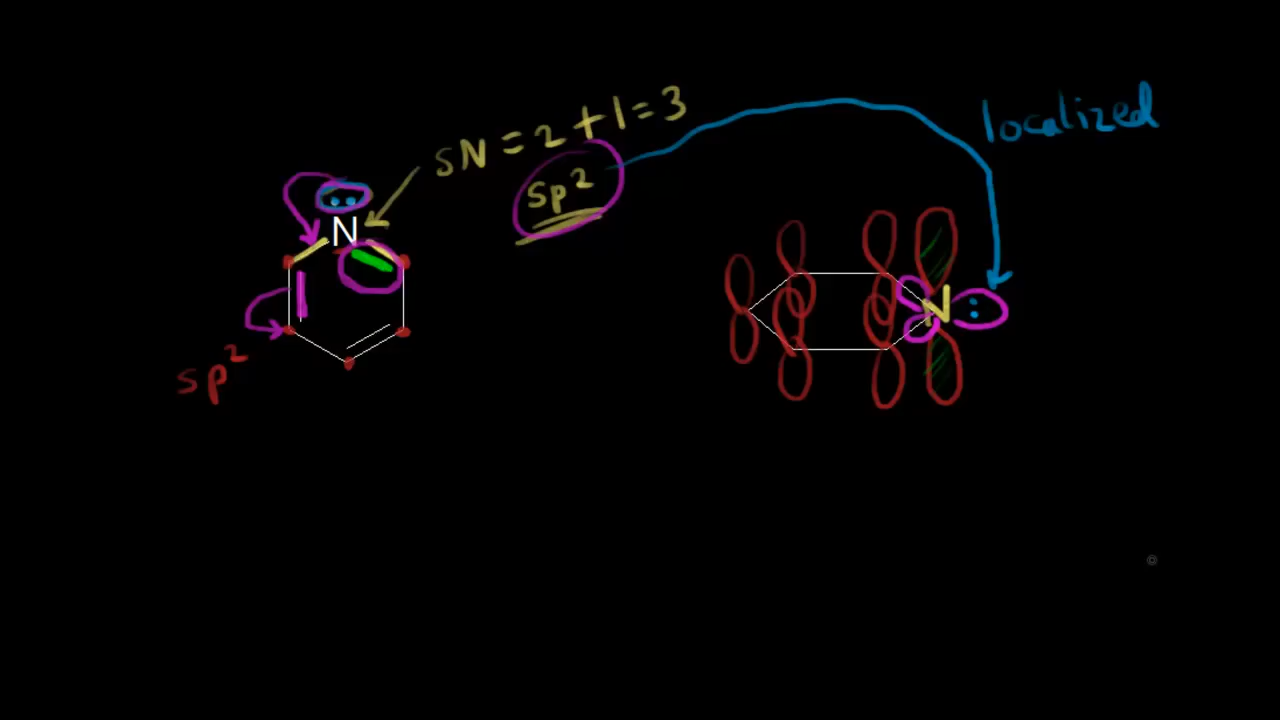 SN = 2 + 1 = 3
sp²
localized
N
sp²
N
©